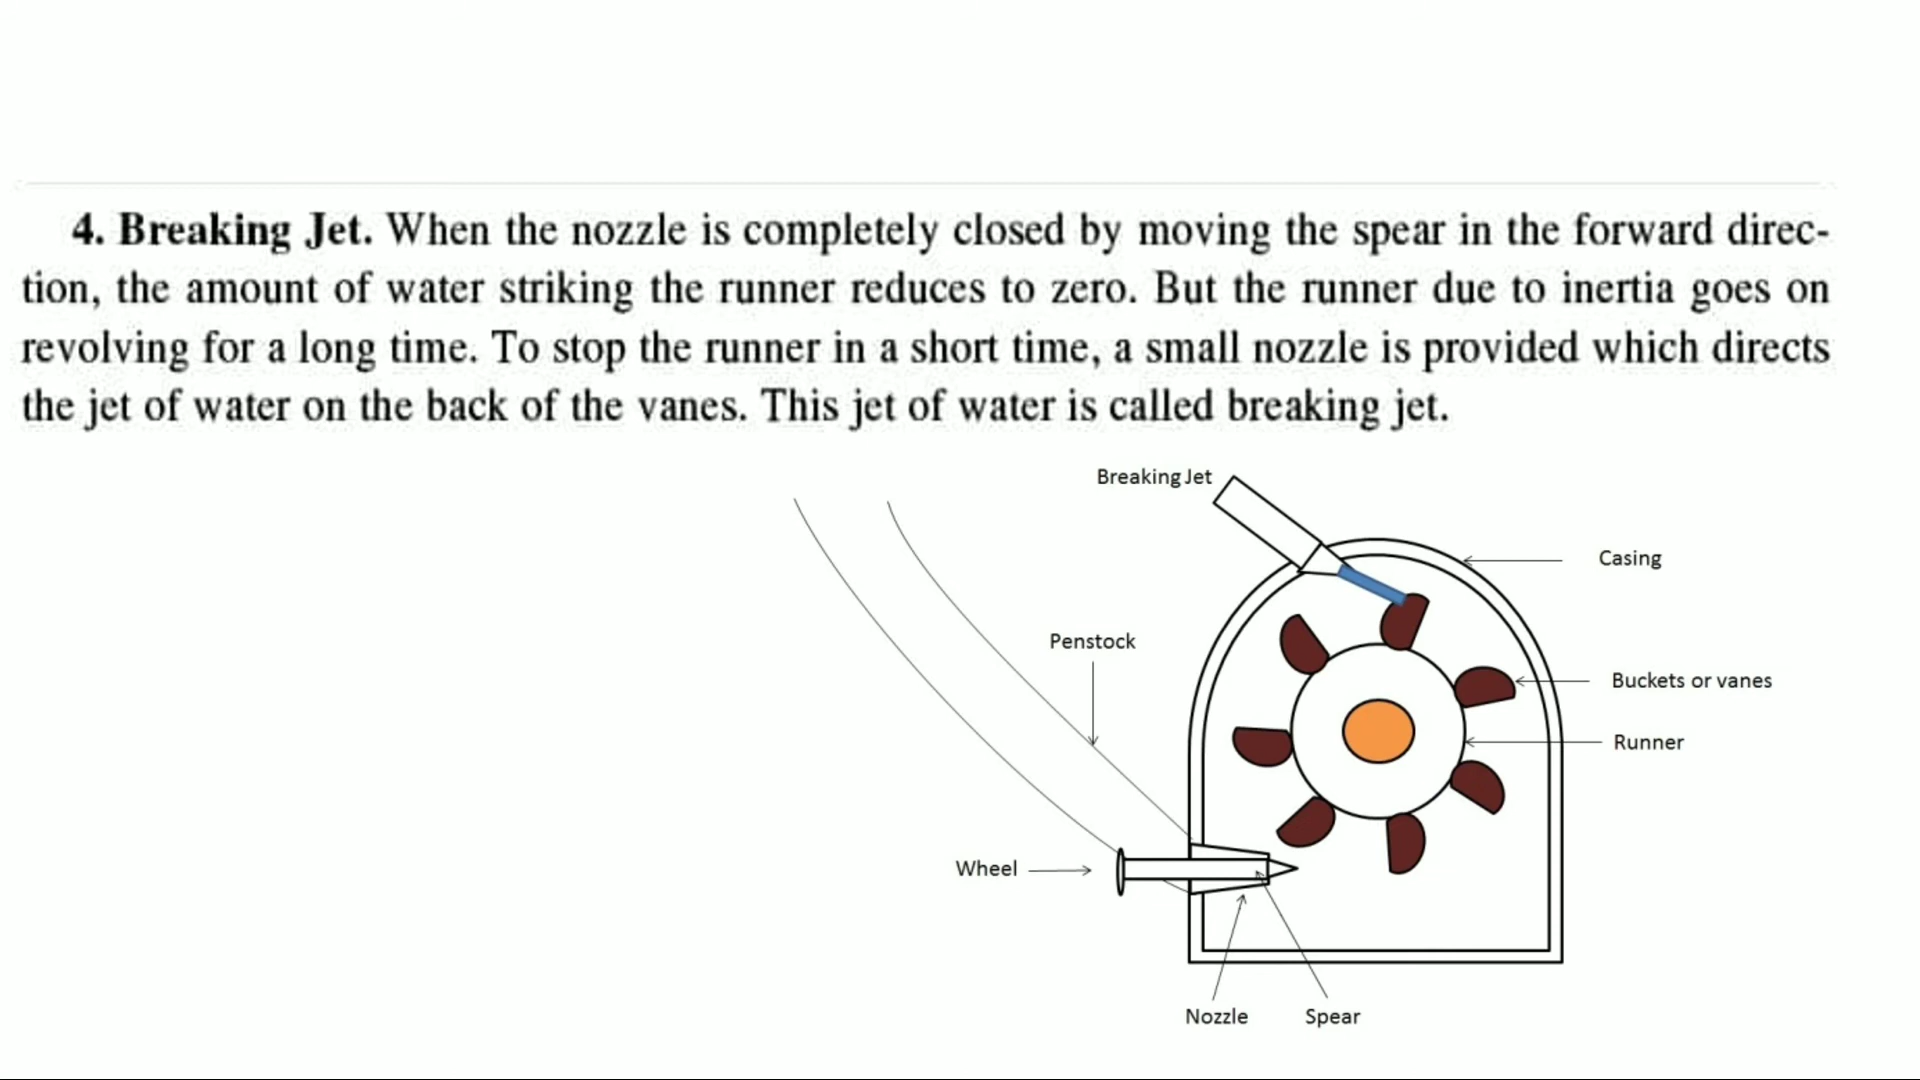 4. Breaking Jet. When the nozzle is completely closed by moving the spear in the forward direc-
tion, the amount of water striking the runner reduces to zero. But the runner due to inertia goes on
revolving for a long time. To stop the runner in a short time, a small nozzle is provided which directs
the jet of water on the back of the vanes. This jet of water is called breaking jet.
Breaking Jet
Casing
Penstock
Buckets or vanes
Runner
Wheel
Nozzle
Spear